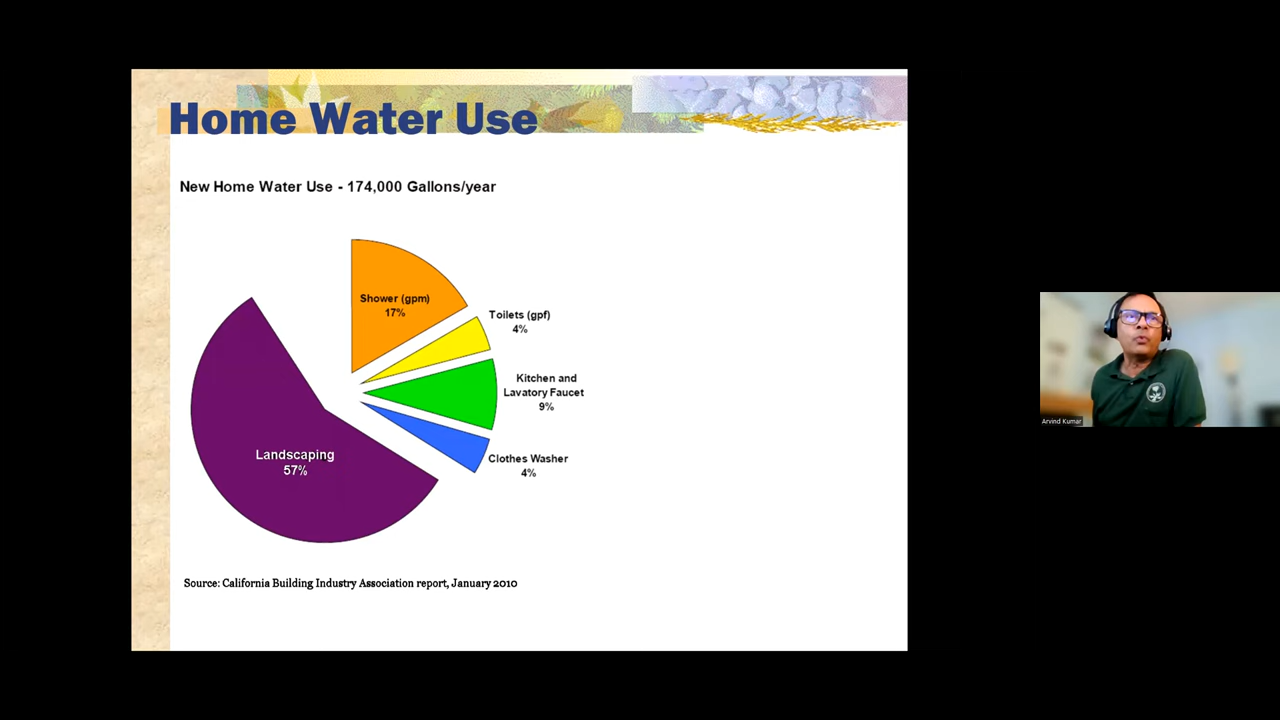 Home Water Use
New Home Water Use - 174,000 Gallons/year
Shower (gpm)
17%
Toilets (gpf)
4%
Kitchen and
Lavatory Faucet
9%
Clothes Washer
4%
Landscaping
57%
Source: California Building Industry Association report, January 2010
Arvind Kumar